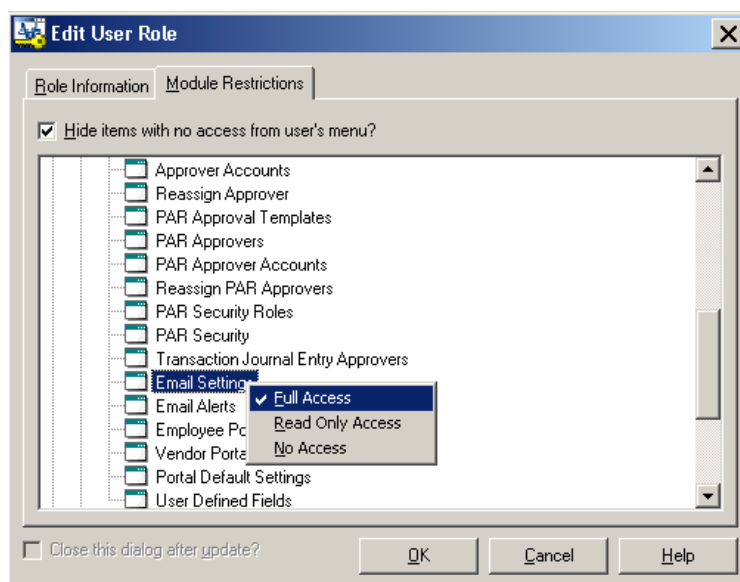 Edit User Role
Role Information Module Restrictions
Hide items with no access from user's menu?
Approver Accounts
Reassign Approver
PAR Approval Templates
PAR Approvers
PAR Approver Accounts
Reassign PAR Approvers
PAR Security Roles
PAR Security
Transaction Journal Entry Approvers
Email Setting
Full Access
Email Alerts
Read Only Access
Employee Po
No Access
Vendor Porta
Portal Default Settings
User Defined Fields
Close this dialog after update?
OK Cancel Help